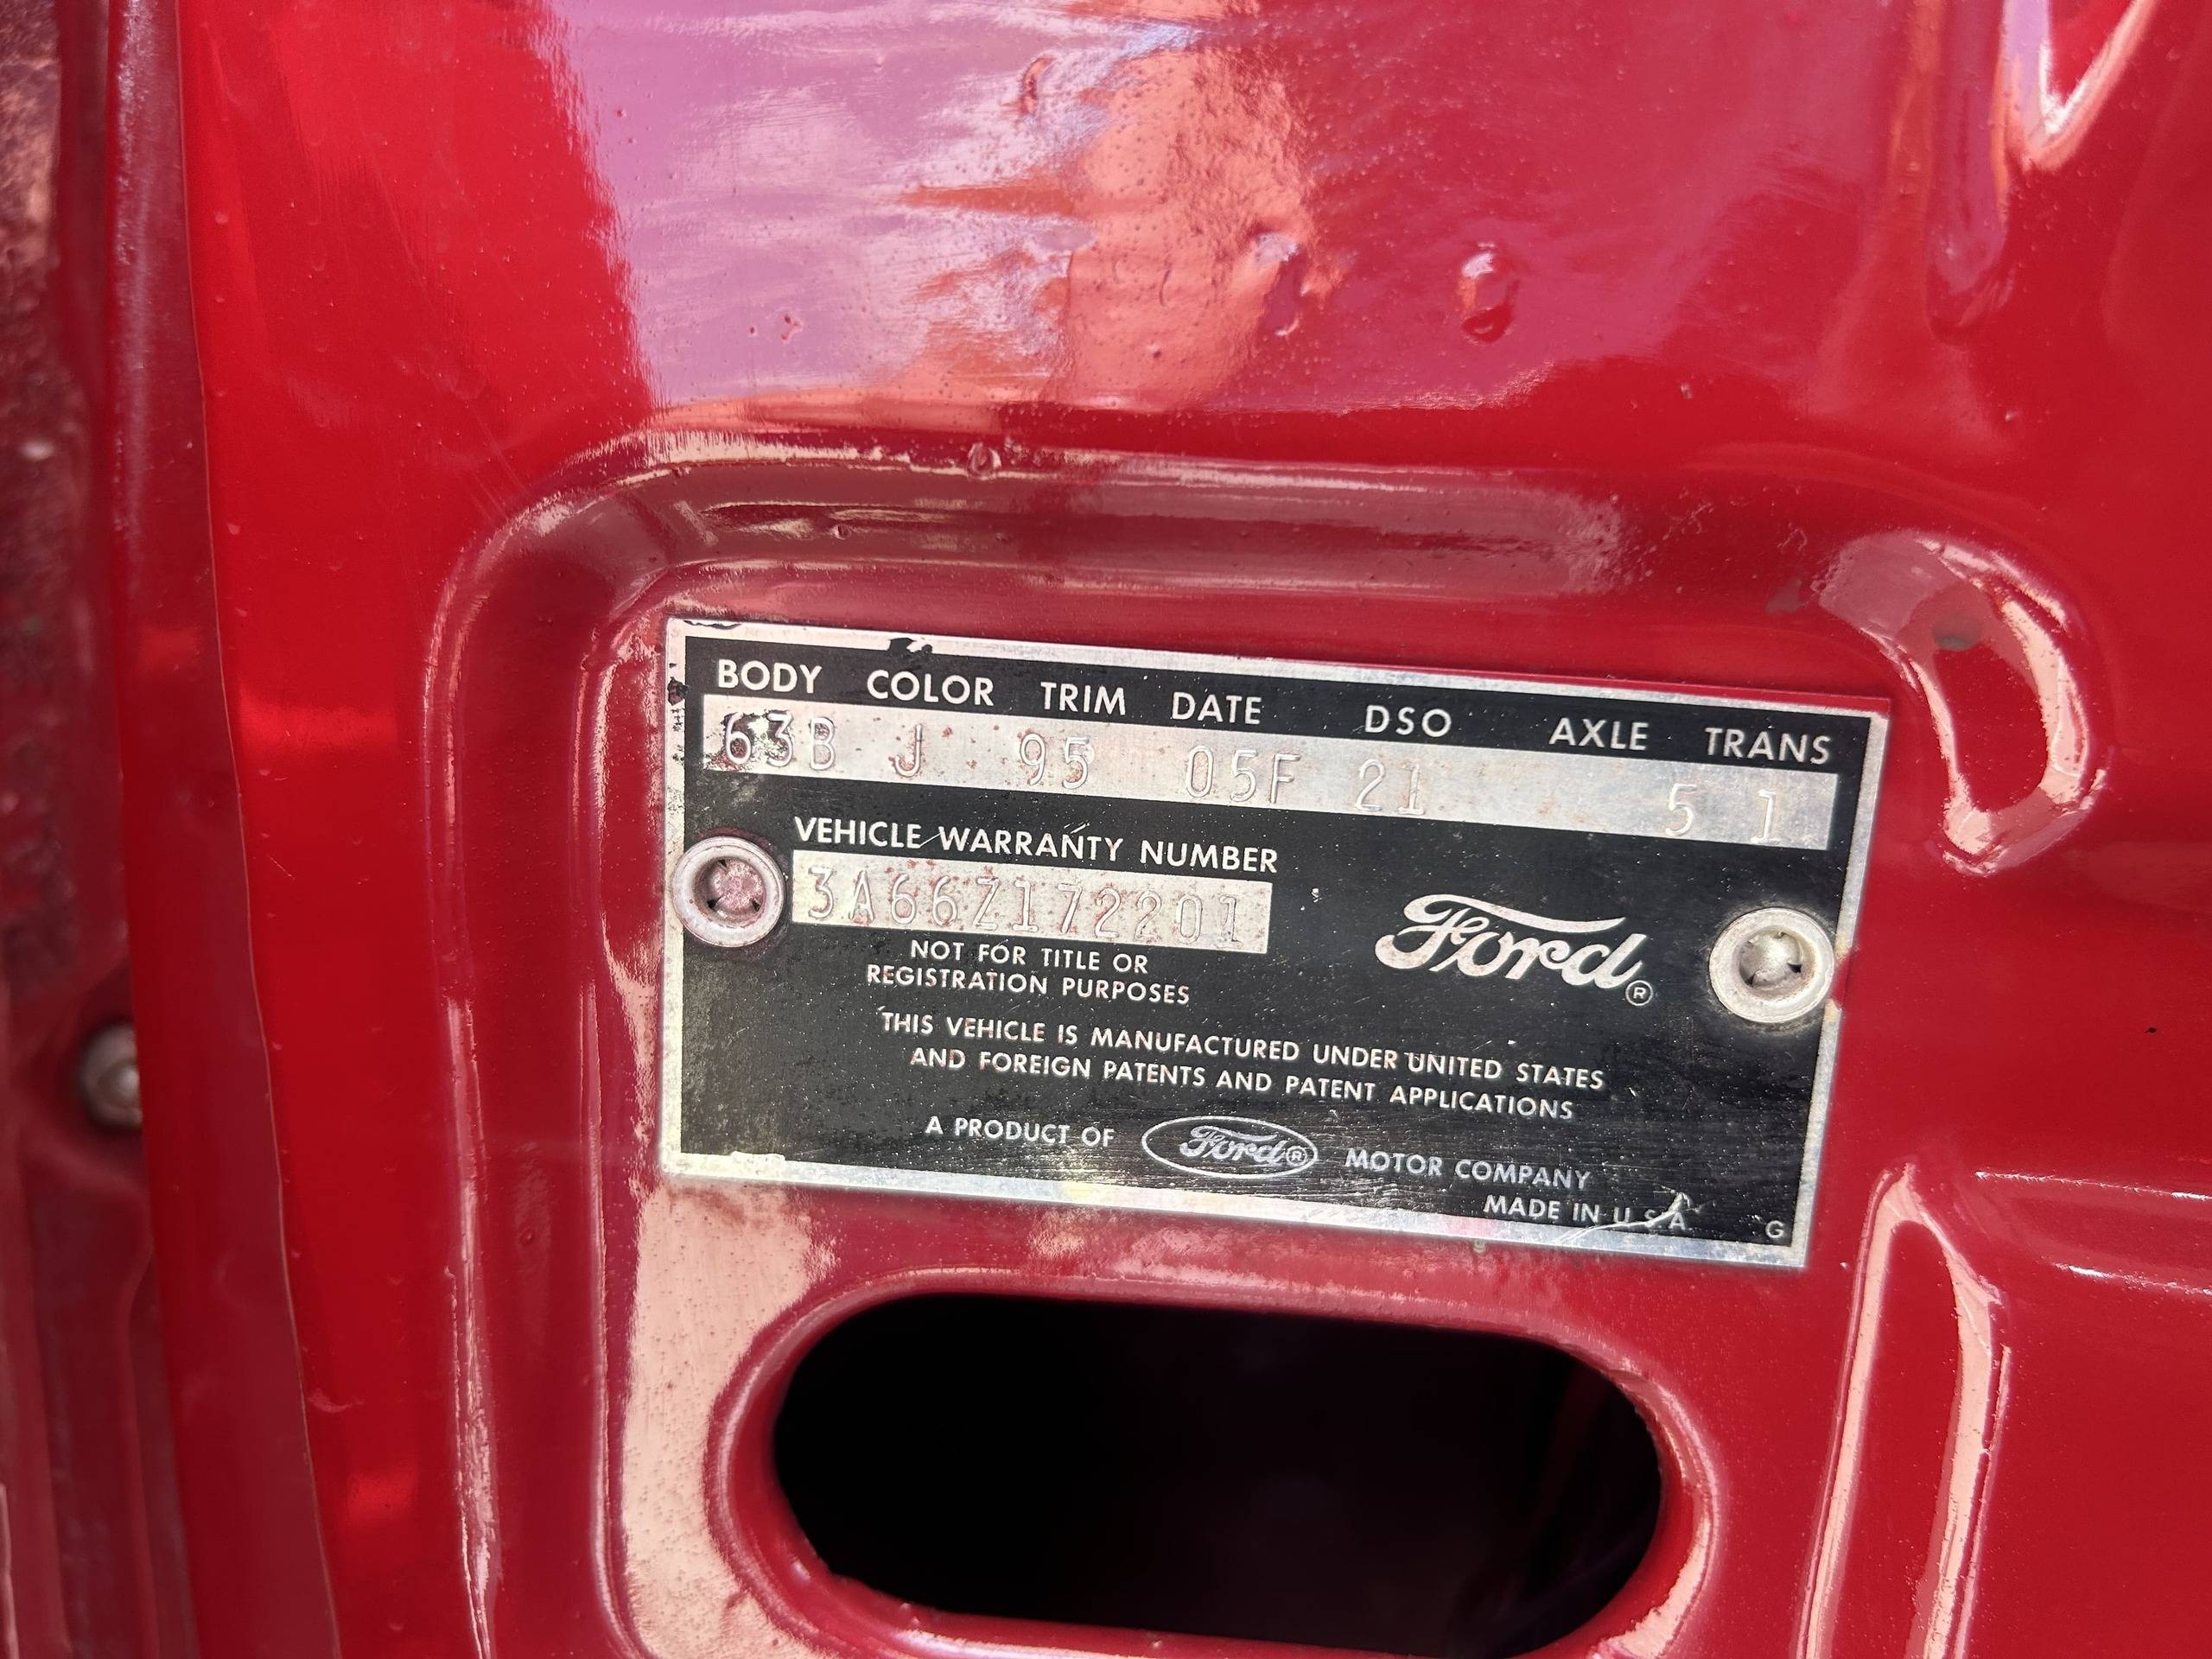 BODY COLOR TRIM DATE DSO AXLE TRANS
63B J 95 05F 21 5 1
VEHICLE WARRANTY NUMBER
3A66Z172201
Ford®
NOT FOR TITLE OR
REGISTRATION PURPOSES
THIS VEHICLE IS MANUFACTURED UNDER UNITED STATES
AND FOREIGN PATENTS AND PATENT APPLICATIONS
A PRODUCT OF Ford® MOTOR COMPANY
MADE IN U S A G